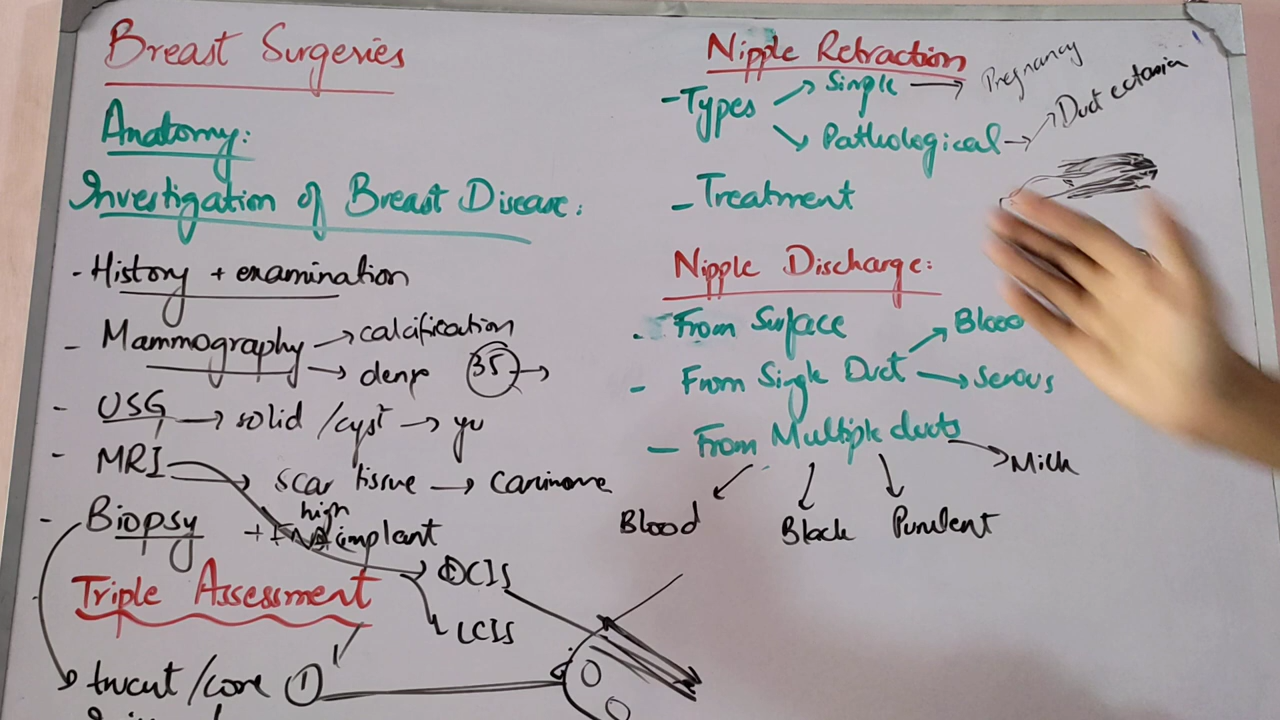 Breast Surgeries
Anatomy:
Investigation of Breast Disease:
- History + examination
- Mammography → calcification
→ dense 35 →
- USG → solid /cyst → yu
- MRI → scar tissue → Carcinoma
high
- Biopsy + implant
DCIS
LCIS
Triple Assessment
trucut /core 1
Nipple Retraction
- Types → Single → Pregnancy
→ Pathological → Duct ectasia
- Treatment
Nipple Discharge:
- From Surface
- From Single Duct → Blood
→ Serous
- From Multiple ducts
Milk
Blood Black Purulent